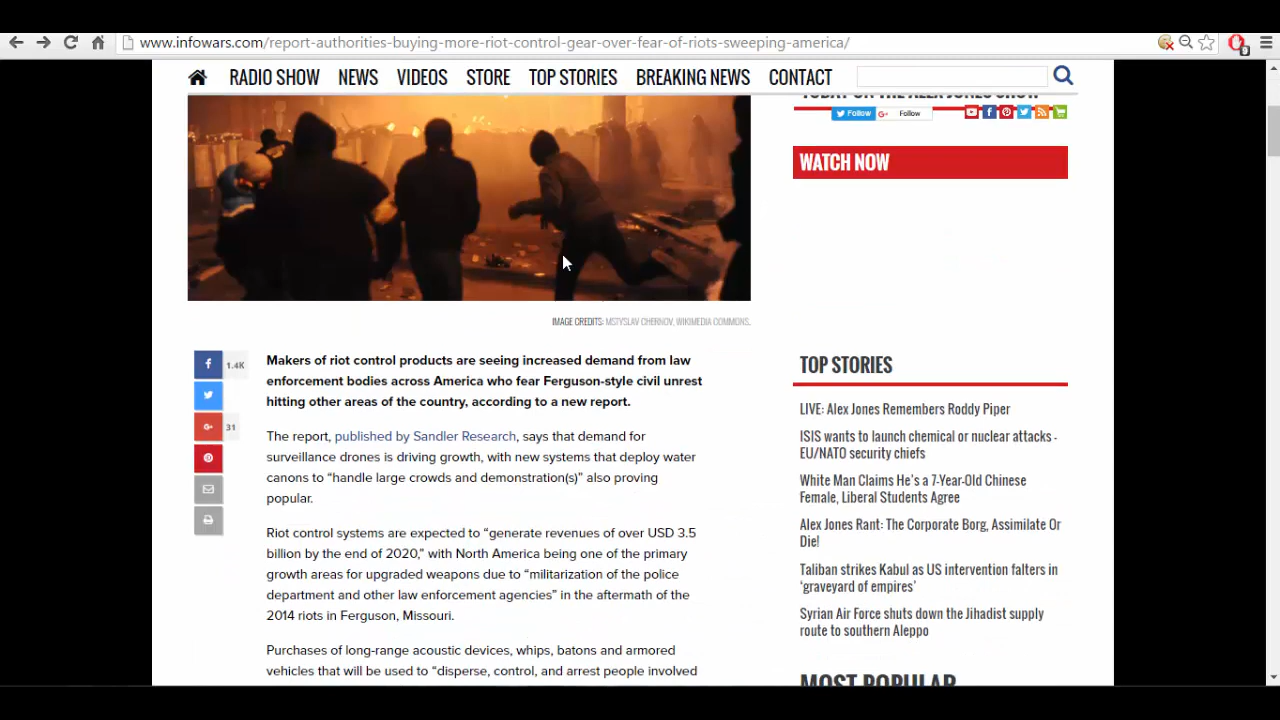 www.infowars.com/report-authorities-buying-more-riot-control-gear-over-fear-of-riots-sweeping-america/
RADIO SHOW NEWS VIDEOS STORE TOP STORIES BREAKING NEWS CONTACT
TODAY ON THE ALEX JONES SHOW
Follow Follow
WATCH NOW
IMAGE CREDITS: MSTYSLAV CHERNOV, WIKIMEDIA COMMONS.
1.4K
31
Makers of riot control products are seeing increased demand from law
enforcement bodies across America who fear Ferguson-style civil unrest
hitting other areas of the country, according to a new report.
The report, published by Sandler Research, says that demand for
surveillance drones is driving growth, with new systems that deploy water
canons to “handle large crowds and demonstration(s)” also proving
popular.
Riot control systems are expected to “generate revenues of over USD 3.5
billion by the end of 2020,” with North America being one of the primary
growth areas for upgraded weapons due to “militarization of the police
department and other law enforcement agencies” in the aftermath of the
2014 riots in Ferguson, Missouri.
Purchases of long-range acoustic devices, whips, batons and armored
vehicles that will be used to “disperse, control, and arrest people involved
TOP STORIES
LIVE: Alex Jones Remembers Roddy Piper
ISIS wants to launch chemical or nuclear attacks -
EU/NATO security chiefs
White Man Claims He’s a 7-Year-Old Chinese
Female, Liberal Students Agree
Alex Jones Rant: The Corporate Borg, Assimilate Or
Die!
Taliban strikes Kabul as US intervention falters in
‘graveyard of empires’
Syrian Air Force shuts down the Jihadist supply
route to southern Aleppo
MOST POPULAR